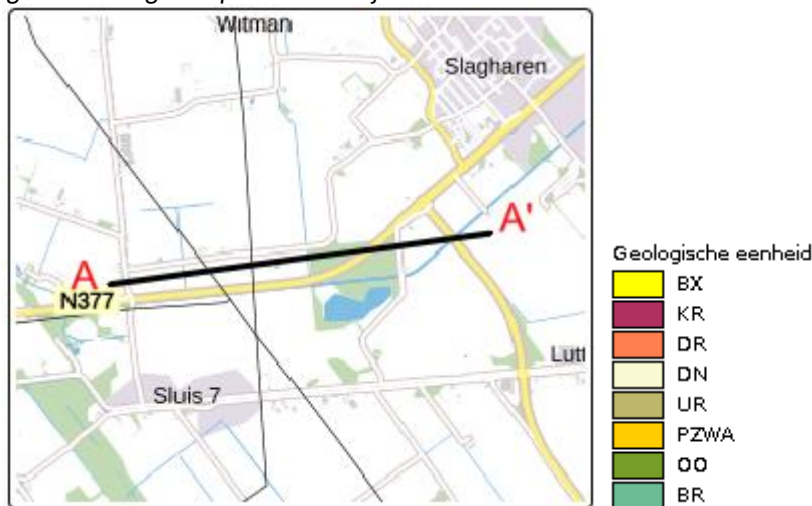 Witman
Slagharen
A
A'
N377
Sluis 7
Lutt
Geologische eenheid
BX
KR
DR
DN
UR
PZWA
OO
BR